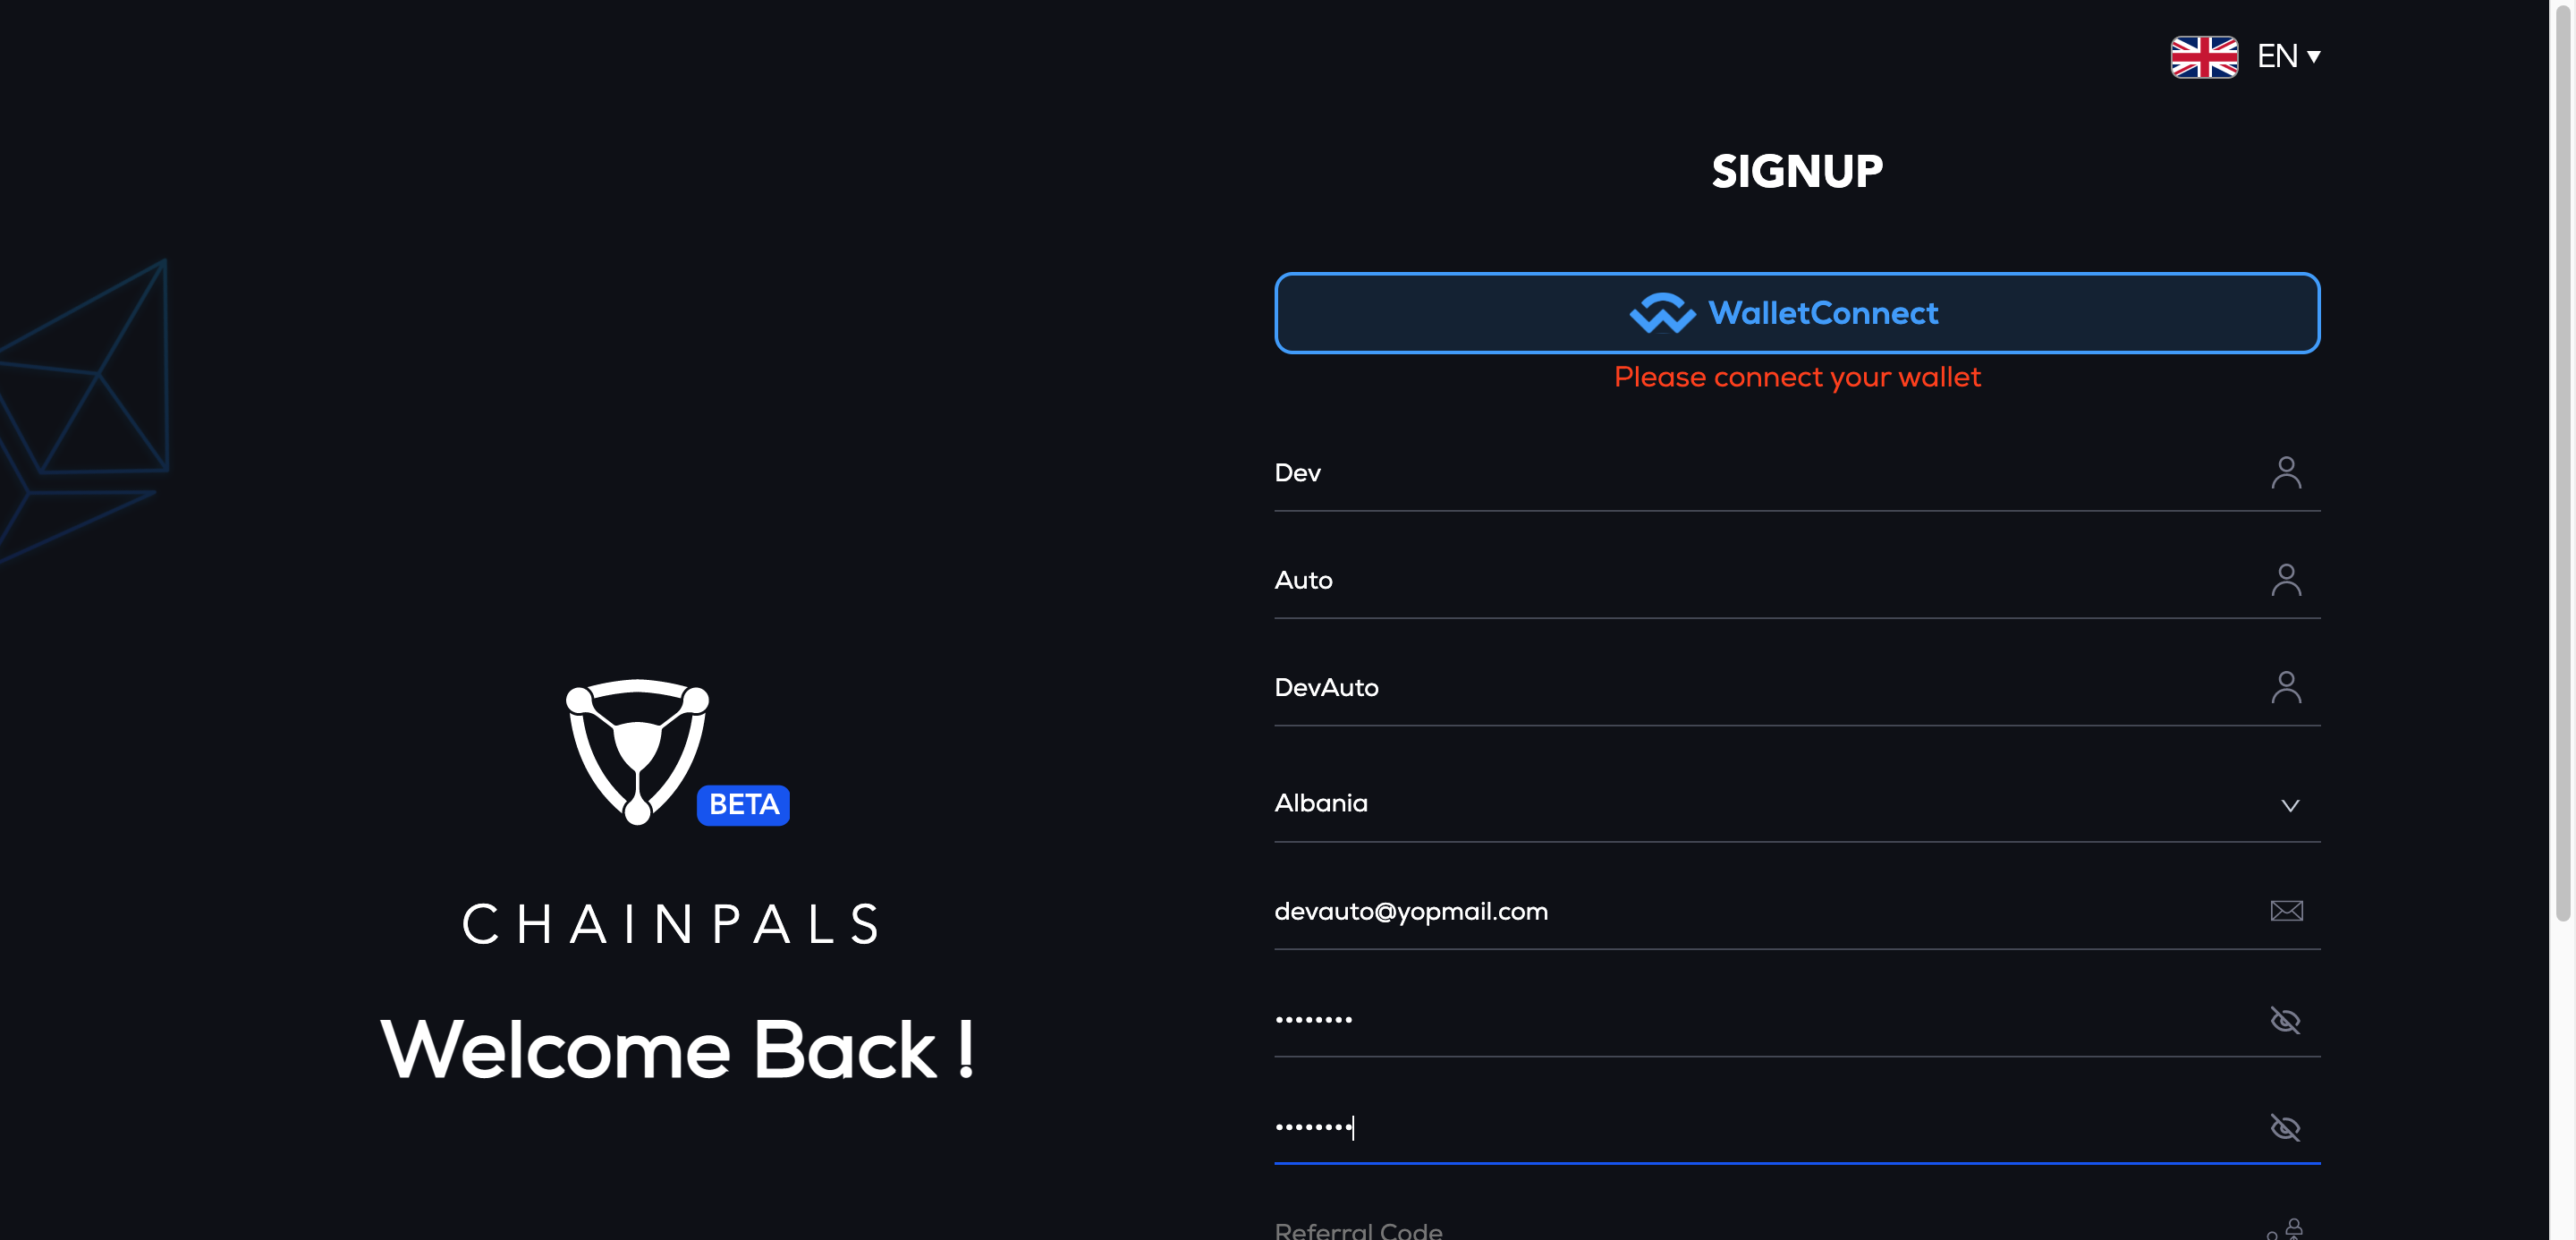 EN
SIGNUP
WalletConnect
Please connect your wallet
Dev
Auto
DevAuto
Albania
devauto@yopmail.com
••••••••
••••••••
Referral Code
BETA
CHAINPALS
Welcome Back !